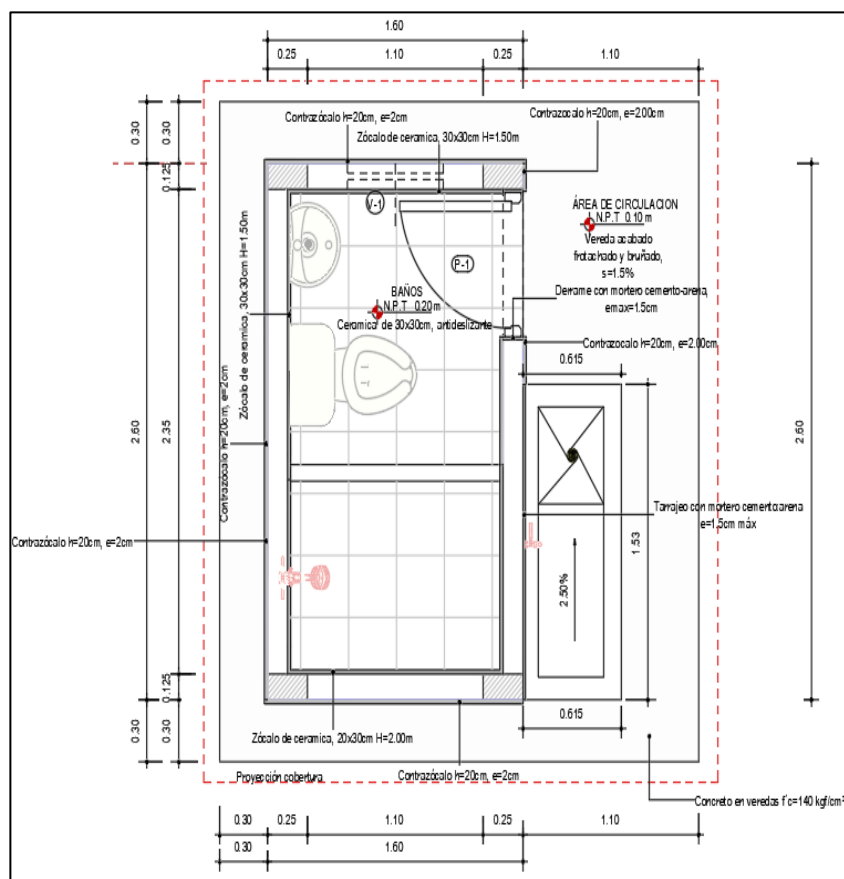 1.60
0.25
1.10
0.25
1.10
0.30
0.30
Contrazócalo h=20cm, e=2cm
Contrazocalo h=20cm, e=2.00cm
Zócalo de ceramica, 30x30cm H=1.50m
0.125
V-1
ÁREA DE CIRCULACION
N.P.T 0.10 m
Vereda acabado
frotachado y bruñado,
s=1.5%
P-1
BAÑOS
N.P.T 0.20 m
Ceramica de 30x30cm, antideslizante
Derrame con mortero cemento-arena,
emax=1.5cm
Contrazocalo h=20cm, e=2.00cm
0.615
Zócalo de ceramica, 30x30cm H=1.50m
Contrazócalo h=20cm, e=2cm
2.60
2.35
2.60
Tarrajeo con mortero cemento:arena
e=1,5cm máx
Contrazócalo h=20cm, e=2cm
1.53
2.50%
0.125
0.615
0.30
0.30
Zócalo de ceramica, 20x30cm H=2.00m
Proyección cobertura
Contrazócalo h=20cm, e=2cm
Concreto en veredas f'c=140 kgf/cm²
0.30
0.25
1.10
0.25
1.10
0.30
1.60